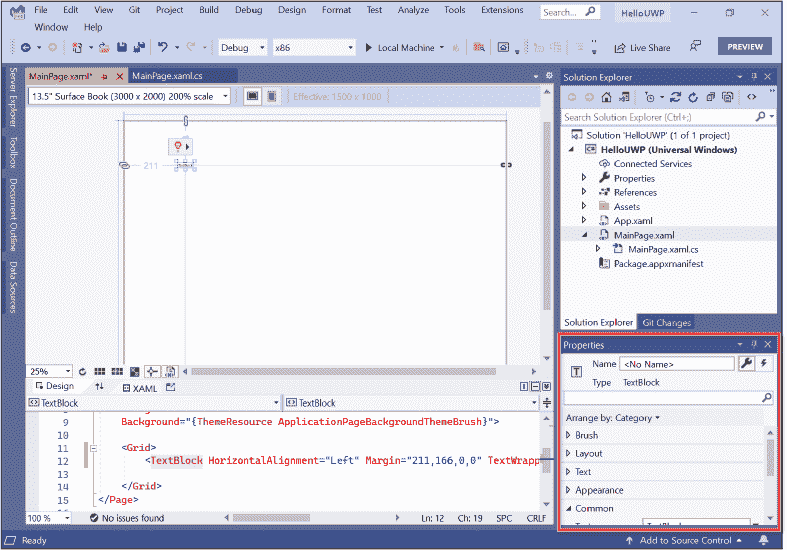 File Edit View Git Project Build Debug Design Format Test Analyze Tools Extensions Search... HelloUWP
Window Help
Debug x86 Local Machine Live Share PREVIEW
MainPage.xaml* MainPage.xaml.cs
13.5" Surface Book (3000 x 2000) 200% scale Effective: 1500 x 1000
Server Explorer
Toolbox
Document Outline
Data Sources
211
25%
Design XAML
TextBlock TextBlock
9 Background="{ThemeResource ApplicationPageBackgroundThemeBrush}">
10
11 <Grid>
12 <TextBlock HorizontalAlignment="Left" Margin="211,166,0,0" TextWrapp
13
14 </Grid>
15 </Page>
100 % No issues found Ln: 12 Ch: 19 SPC CRLF
Solution Explorer
Search Solution Explorer (Ctrl+;)
Solution 'HelloUWP' (1 of 1 project)
HelloUWP (Universal Windows)
Connected Services
Properties
References
Assets
App.xaml
MainPage.xaml
MainPage.xaml.cs
Package.appxmanifest
Solution Explorer Git Changes
Properties
Name <No Name>
Type TextBlock
Arrange by: Category
Brush
Layout
Text
Appearance
Common
Ready Add to Source Control